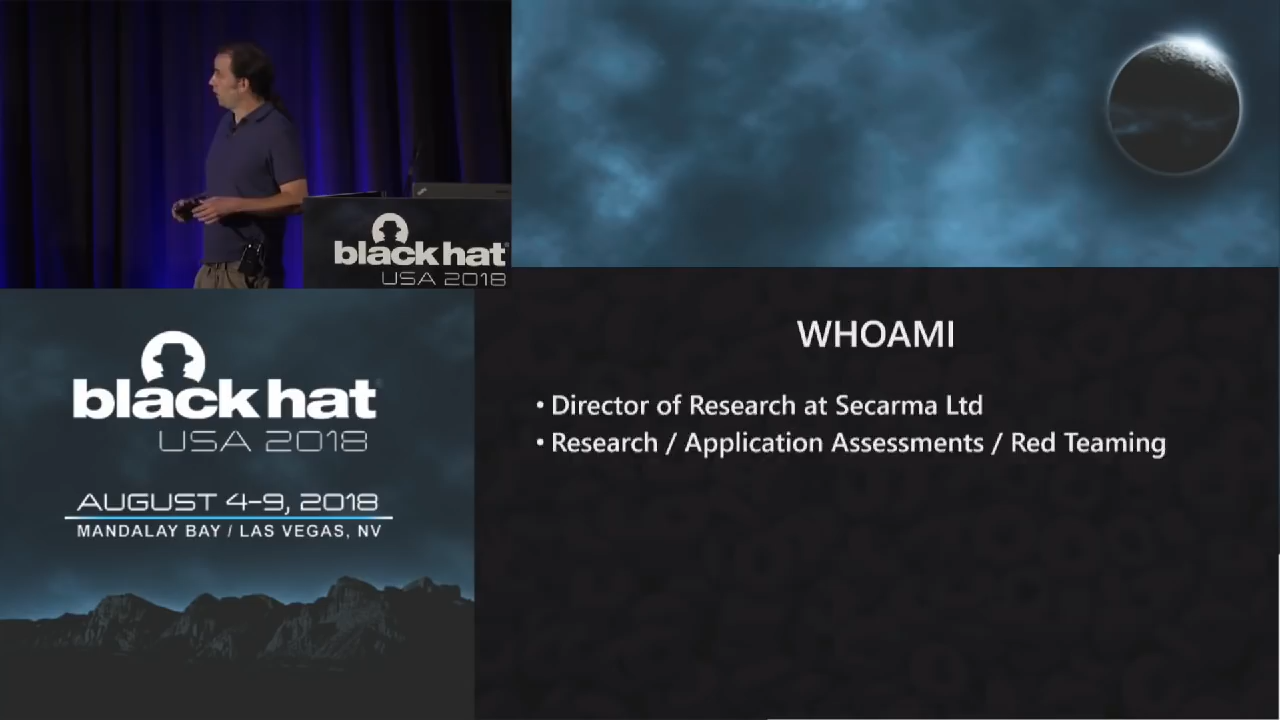 black hat
USA 2018
black hat
USA 2018
AUGUST 4-9, 2018
MANDALAY BAY / LAS VEGAS, NV
WHOAMI
• Director of Research at Secarma Ltd
• Research / Application Assessments / Red Teaming